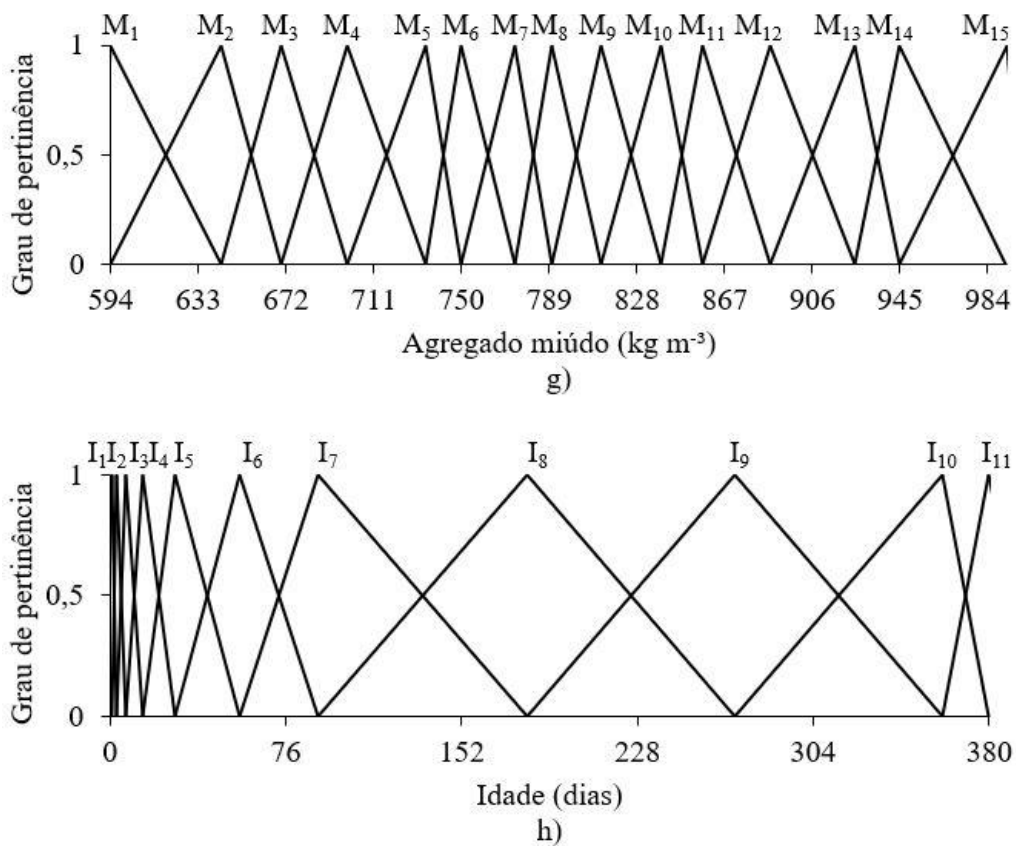 M₁ M₂ M₃ M₄ M₅ M₆ M₇ M₈ M₉ M₁₀ M₁₁ M₁₂ M₁₃ M₁₄ M₁₅
Grau de pertinência
1
0,5
0
594 633 672 711 750 789 828 867 906 945 984
Agregado miúdo (kg m⁻³)
g)
I₁ I₂ I₃ I₄ I₅ I₆ I₇ I₈ I₉ I₁₀ I₁₁
Grau de pertinência
1
0,5
0
0 76 152 228 304 380
Idade (dias)
h)